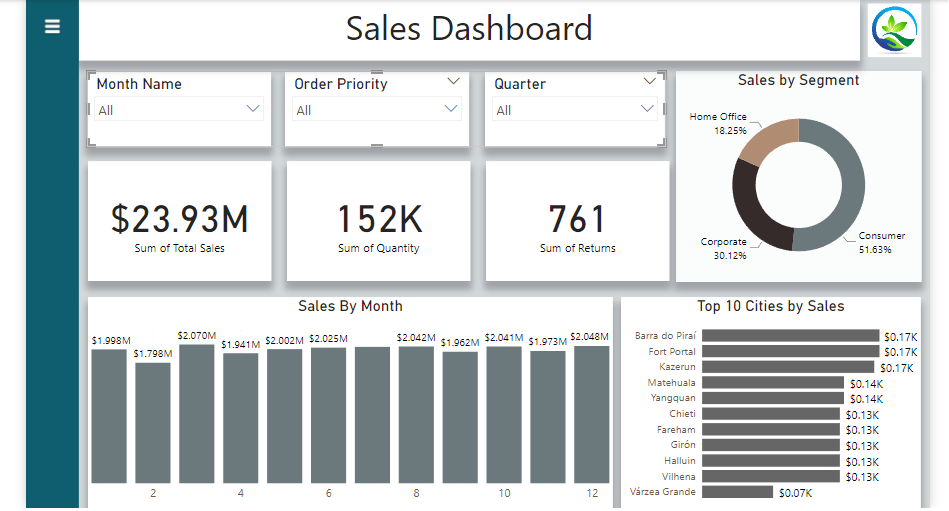 Sales Dashboard
Month Name
All
Order Priority
All
Quarter
All
Sales by Segment
Home Office
18.25%
Corporate
30.12%
Consumer
51.63%
$23.93M
Sum of Total Sales
152K
Sum of Quantity
761
Sum of Returns
Sales By Month
$1.998M
$1.798M
$2.070M
$1.941M
$2.002M
$2.025M
$2.042M
$1.962M
$2.041M
$1.973M
$2.048M
2
4
6
8
10
12
Top 10 Cities by Sales
Barra do Piraí $0.17K
Fort Portal $0.17K
Kazerun $0.17K
Matehuala $0.14K
Yangquan $0.14K
Chieti $0.13K
Fareham $0.13K
Girón $0.13K
Halluin $0.13K
Vilhena $0.13K
Várzea Grande $0.07K